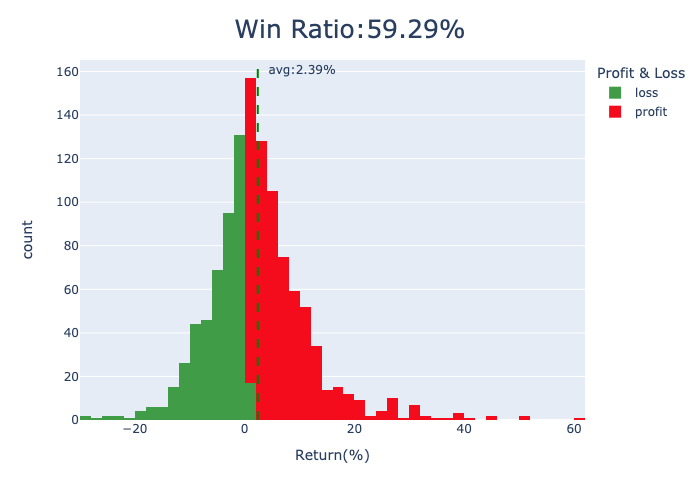 Win Ratio:59.29%
avg:2.39%
Profit & Loss
loss
profit
160
140
120
100
80
60
40
20
0
count
−20
0
20
40
60
Return(%)